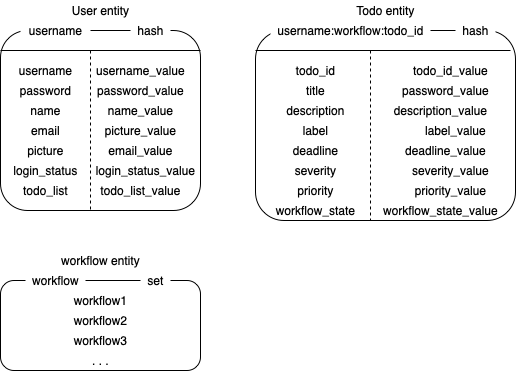 User entity
username hash
username username_value
password password_value
name name_value
email picture_value
picture email_value
login_status login_status_value
todo_list todo_list_value
Todo entity
username:workflow:todo_id hash
todo_id todo_id_value
title password_value
description description_value
label label_value
deadline deadline_value
severity severity_value
priority priority_value
workflow_state workflow_state_value
workflow entity
workflow set
workflow1
workflow2
workflow3
...